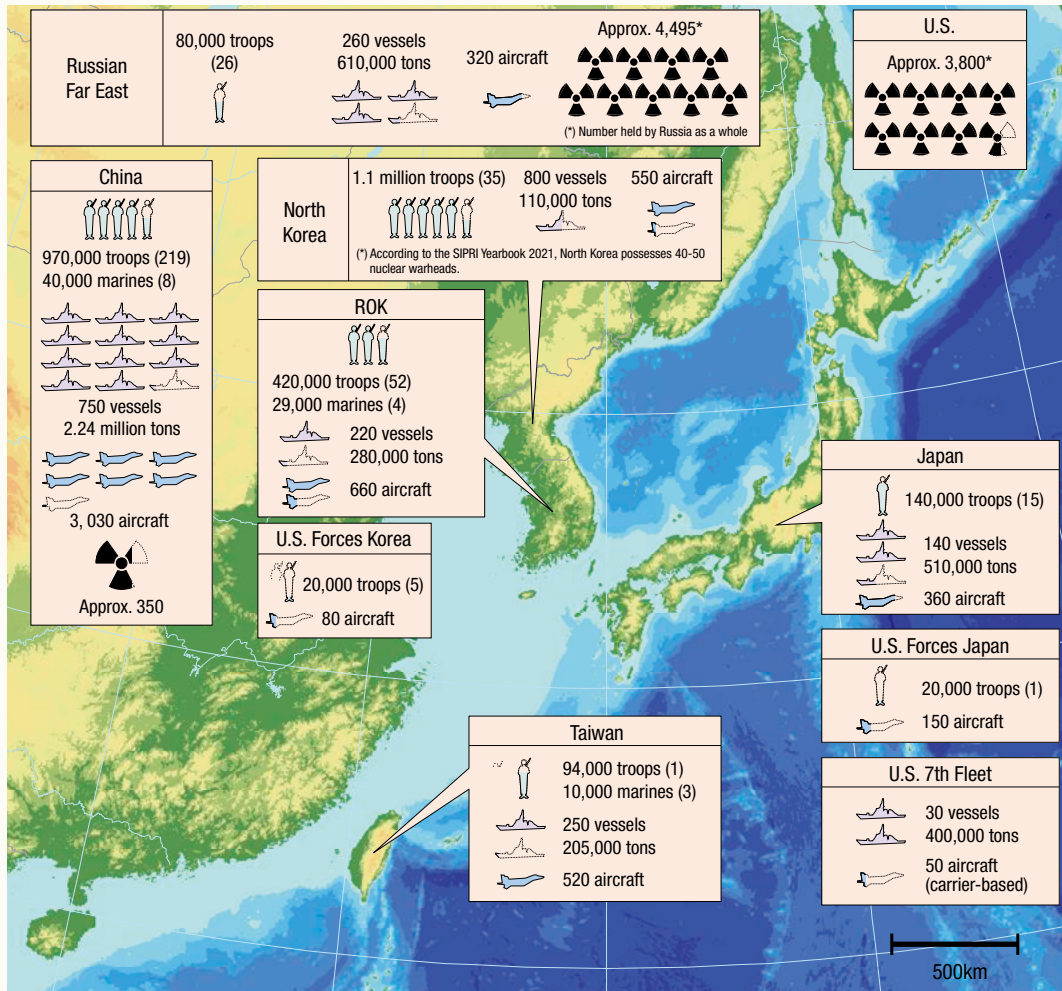 Russian
Far East
80,000 troops
(26)
260 vessels
610,000 tons
320 aircraft
Approx. 4,495*
(*) Number held by Russia as a whole
U.S.
Approx. 3,800*
China
970,000 troops (219)
40,000 marines (8)
750 vessels
2.24 million tons
3, 030 aircraft
Approx. 350
North
Korea
1.1 million troops (35)
800 vessels
110,000 tons
550 aircraft
(*) According to the SIPRI Yearbook 2021, North Korea possesses 40-50
nuclear warheads.
ROK
420,000 troops (52)
29,000 marines (4)
220 vessels
280,000 tons
660 aircraft
U.S. Forces Korea
20,000 troops (5)
80 aircraft
Japan
140,000 troops (15)
140 vessels
510,000 tons
360 aircraft
U.S. Forces Japan
20,000 troops (1)
150 aircraft
Taiwan
94,000 troops (1)
10,000 marines (3)
250 vessels
205,000 tons
520 aircraft
U.S. 7th Fleet
30 vessels
400,000 tons
50 aircraft
(carrier-based)
500km